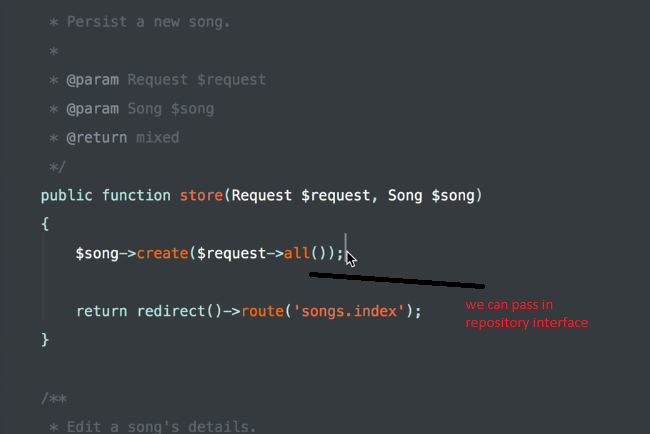 * Persist a new song.
*
* @param Request $request
* @param Song $song
* @return mixed
*/
public function store(Request $request, Song $song)
{
$song->create($request->all());
return redirect()->route('songs.index');
}
we can pass in
repository interface
/**
* Edit a song's details.